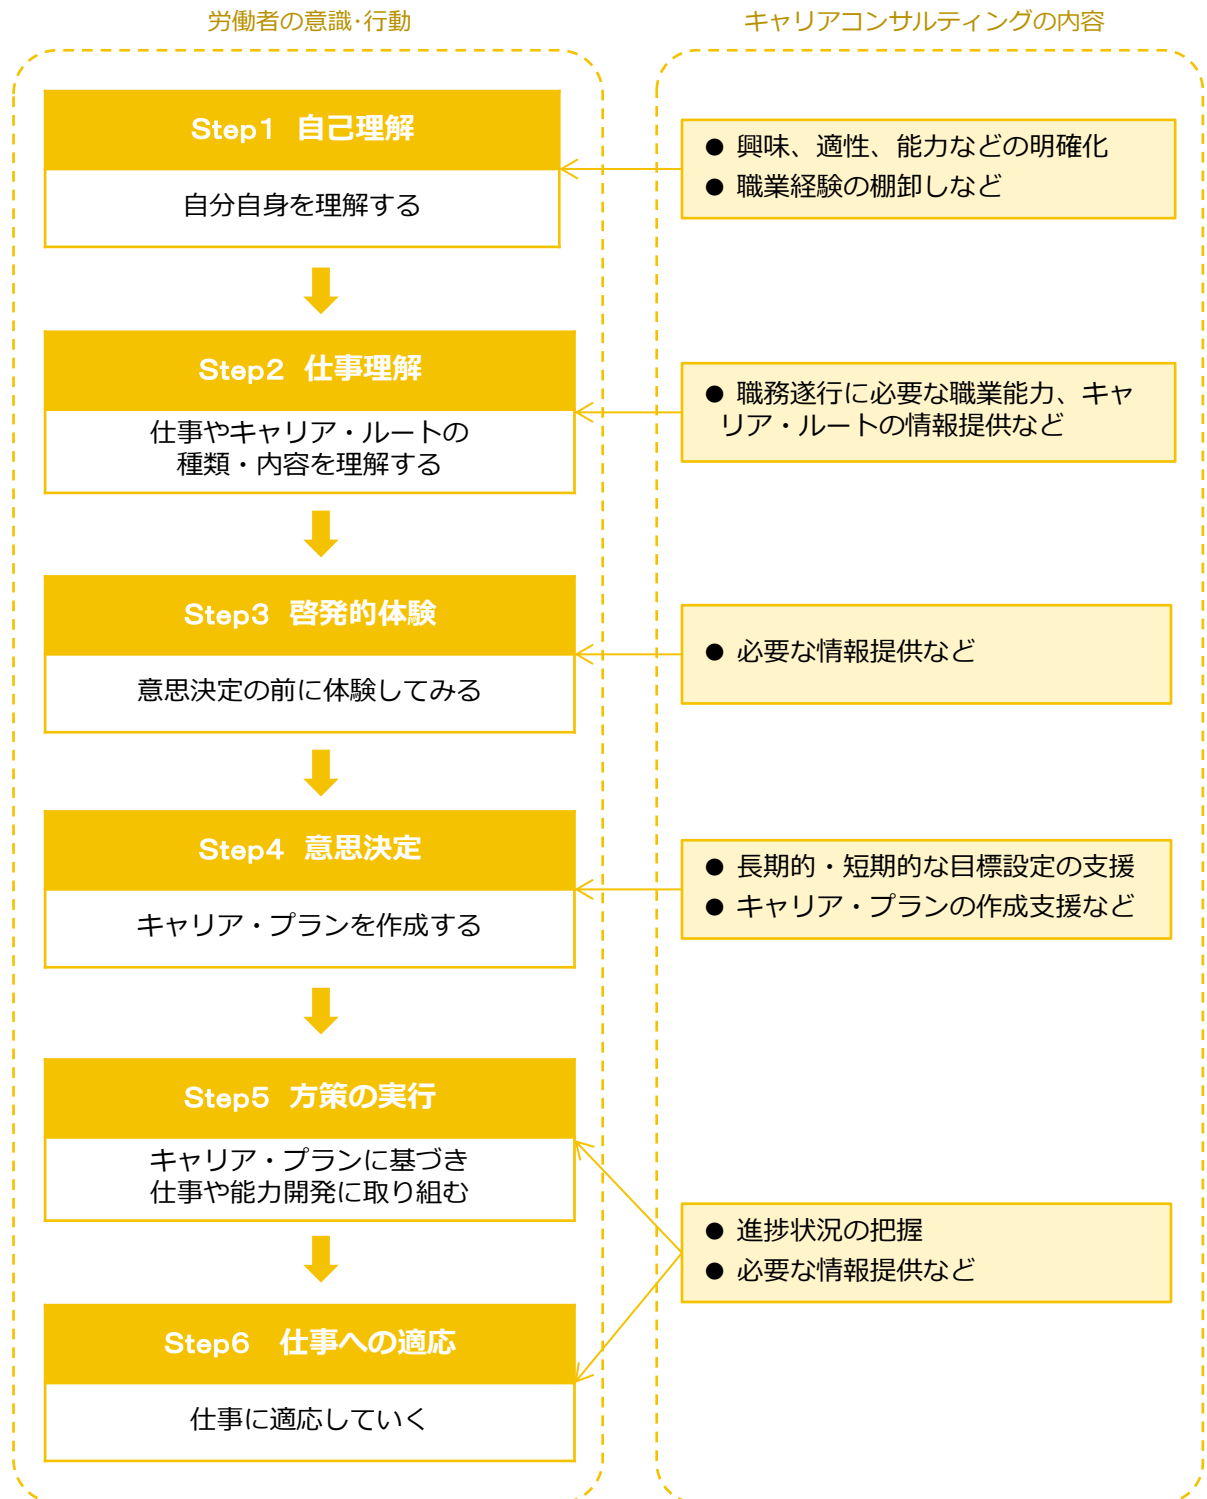 労働者の意識･行動
キャリアコンサルティングの内容
Step1 自己理解
自分自身を理解する
● 興味、適性、能力などの明確化
● 職業経験の棚卸しなど
Step2 仕事理解
仕事やキャリア・ルートの
種類・内容を理解する
● 職務遂行に必要な職業能力、キャ
リア・ルートの情報提供など
Step3 啓発的体験
意思決定の前に体験してみる
● 必要な情報提供など
Step4 意思決定
キャリア・プランを作成する
● 長期的・短期的な目標設定の支援
● キャリア・プランの作成支援など
Step5 方策の実行
キャリア・プランに基づき
仕事や能力開発に取り組む
● 進捗状況の把握
● 必要な情報提供など
Step6 仕事への適応
仕事に適応していく